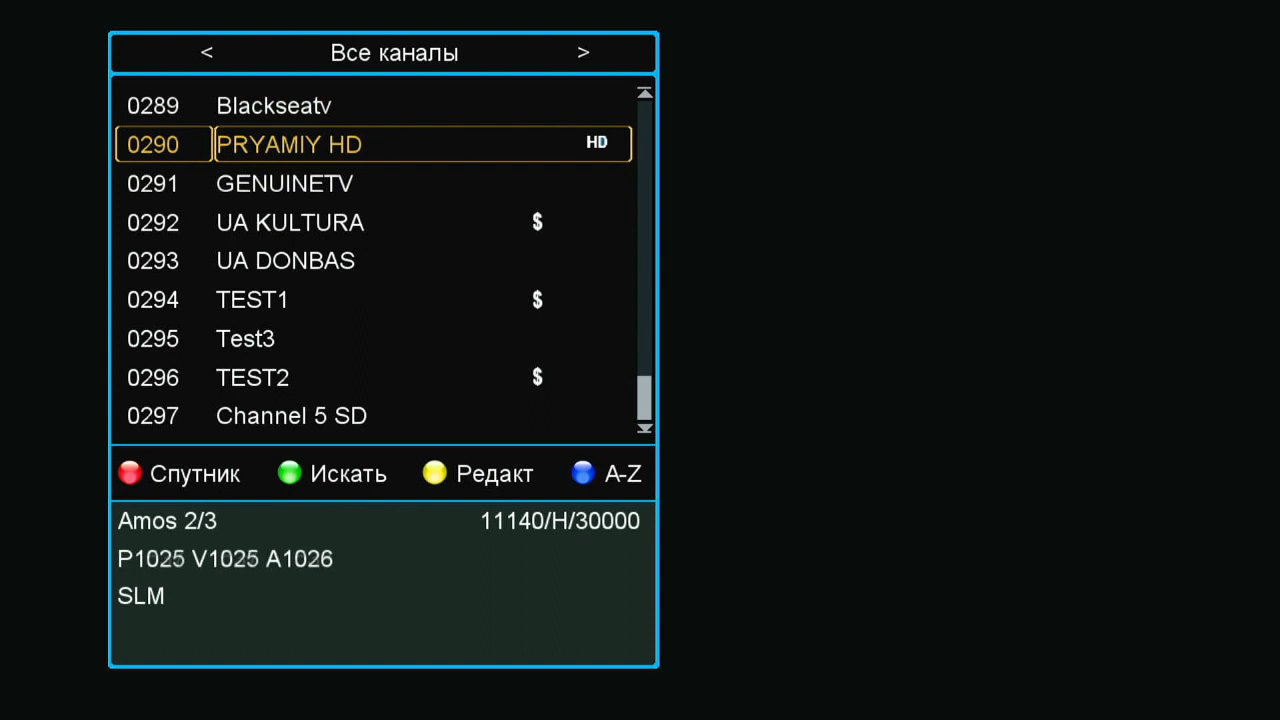 < Все каналы >
0289 Blackseatv
0290 PRYAMIY HD HD
0291 GENUINETV
0292 UA KULTURA $
0293 UA DONBAS
0294 TEST1 $
0295 Test3
0296 TEST2 $
0297 Channel 5 SD
Спутник Искать Редакт A-Z
Amos 2/3 11140/H/30000
P1025 V1025 A1026
SLM